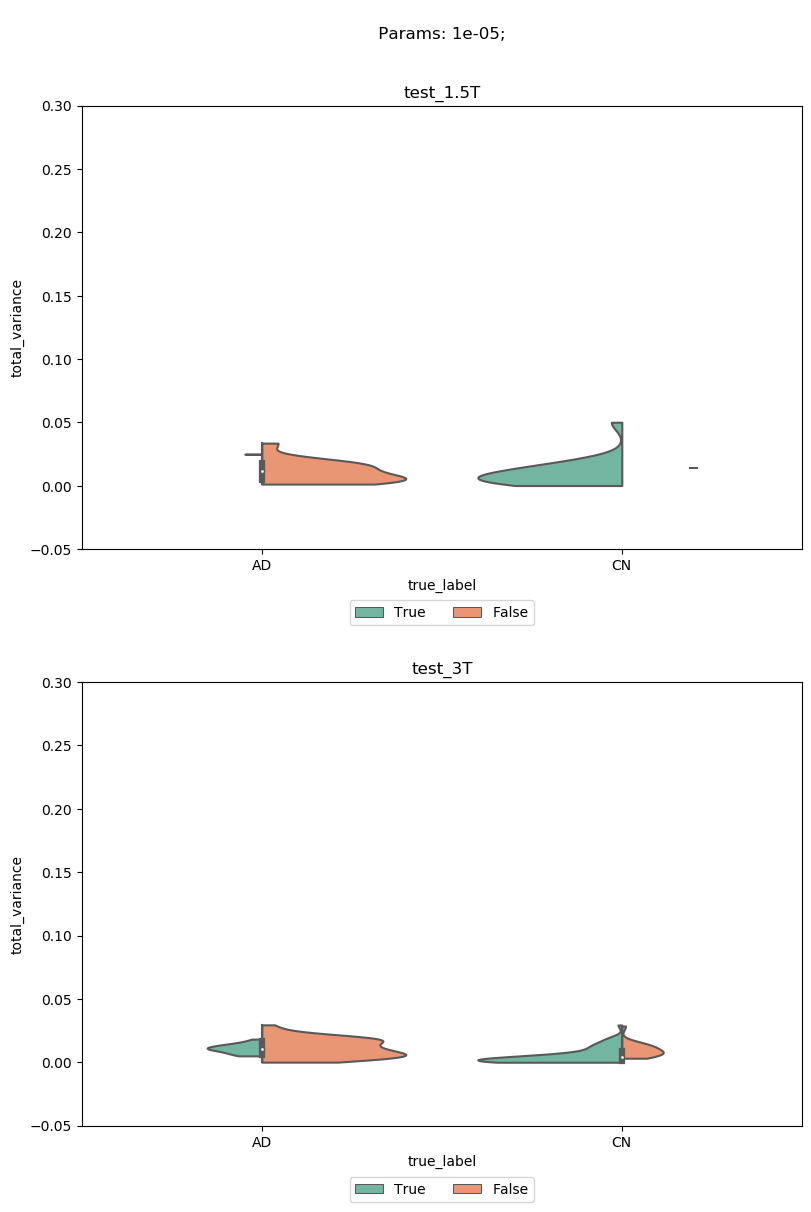 Params: 1e-05;
test_1.5T
0.30
0.25
0.20
0.15
0.10
0.05
0.00
−0.05
total_variance
AD CN
true_label
True False
test_3T
0.30
0.25
0.20
0.15
0.10
0.05
0.00
−0.05
total_variance
AD CN
true_label
True False